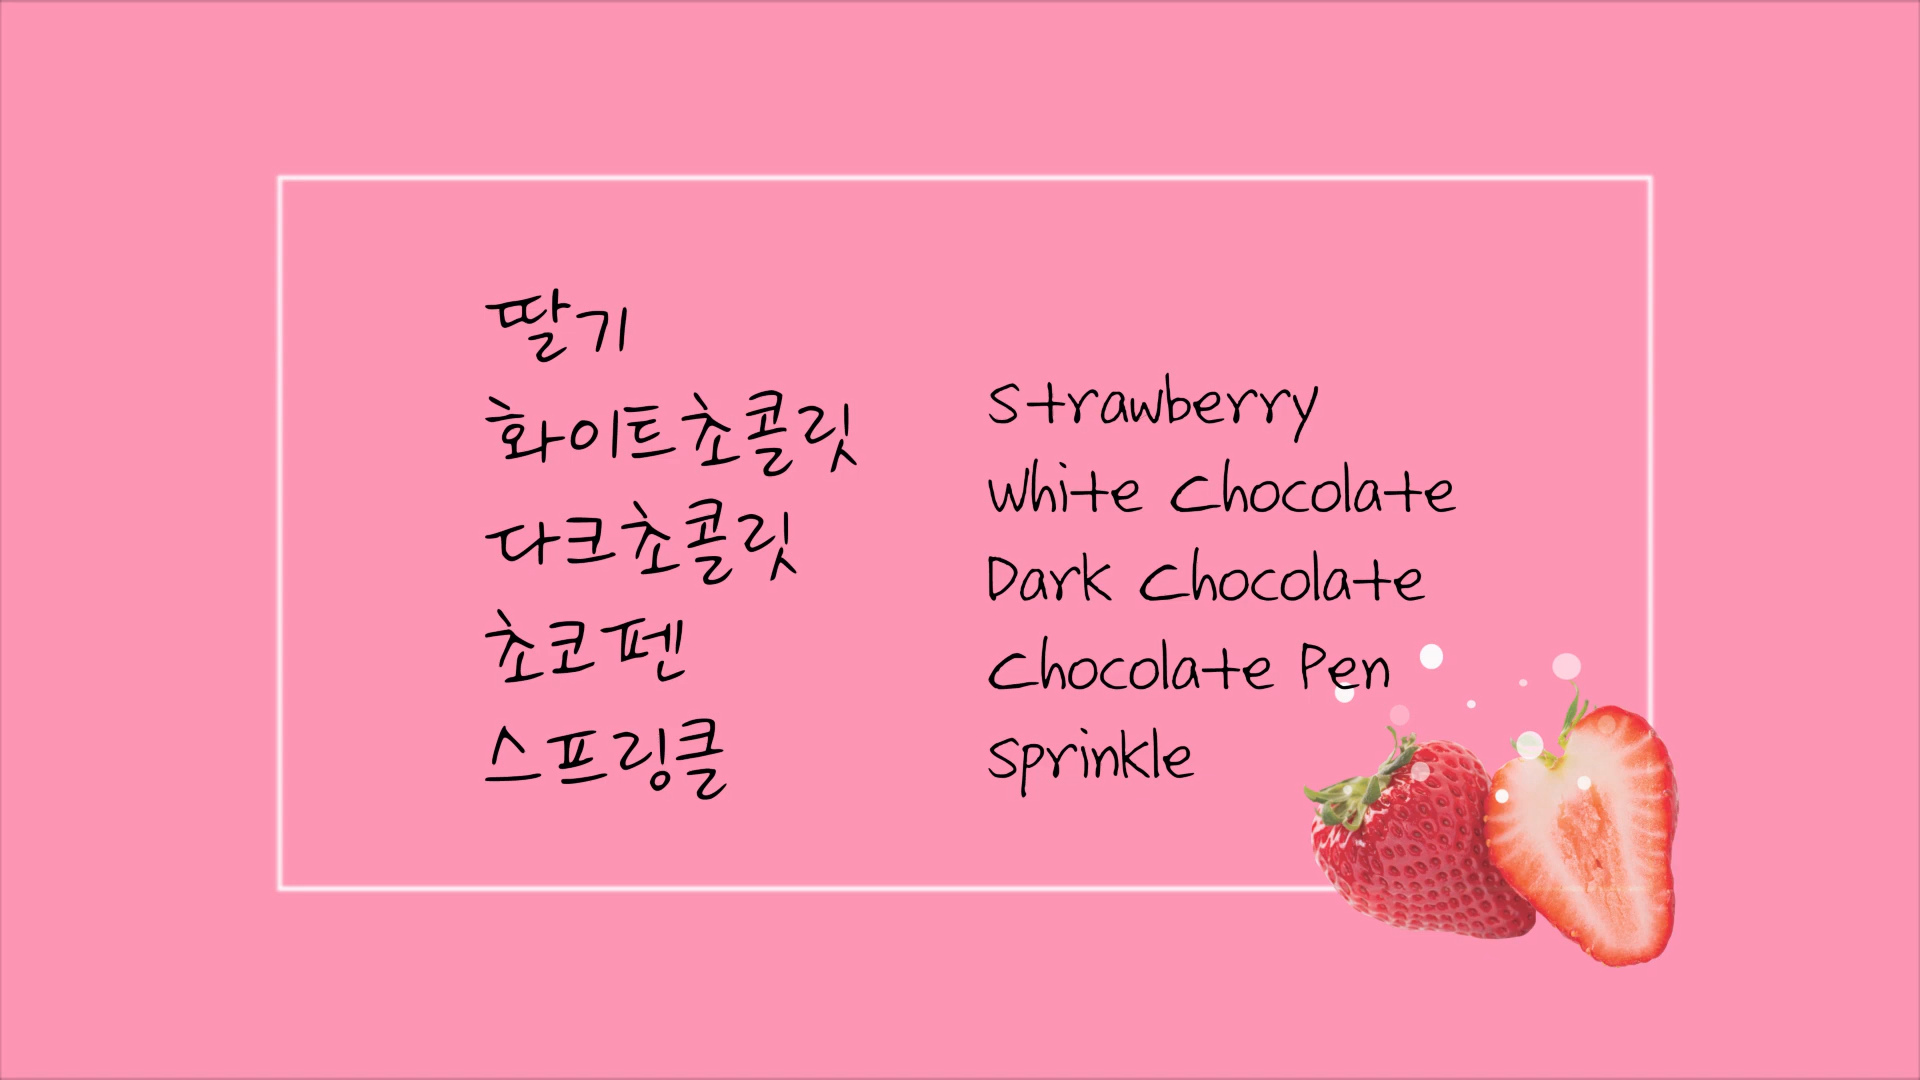 딸기
화이트초콜릿
다크초콜릿
초코펜
스프링클
Strawberry
White Chocolate
Dark Chocolate
Chocolate Pen
Sprinkle